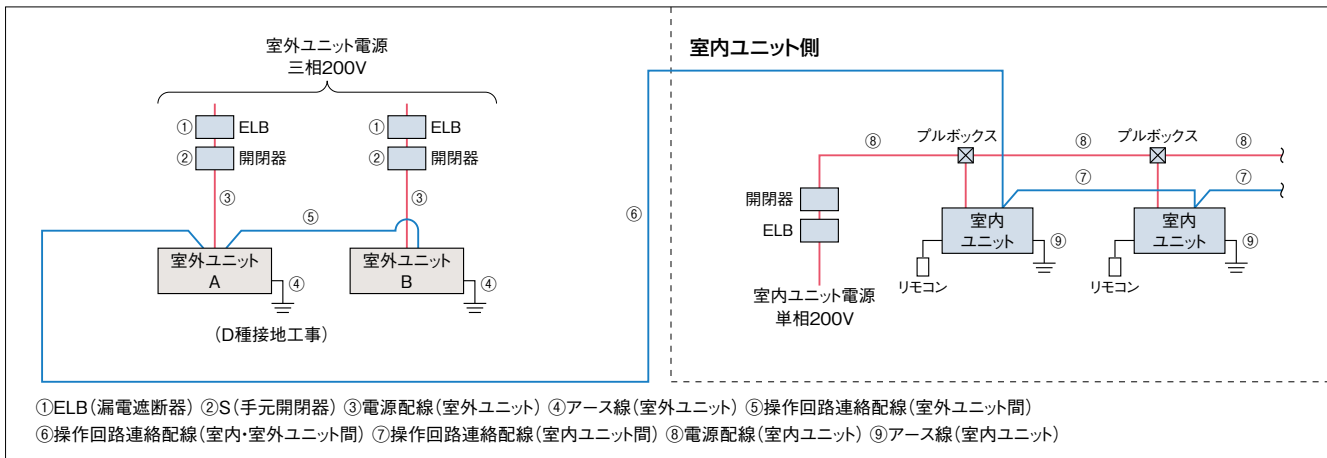 室外ユニット電源
三相200V
① ELB
② 開閉器
③
① ELB
② 開閉器
③
⑤
室外ユニット
A
④
室外ユニット
B
④
(D種接地工事)
⑥
室内ユニット側
⑧
プルボックス
⑧
プルボックス
⑧
⑦
⑦
開閉器
ELB
室内ユニット電源
単相200V
室内
ユニット
⑨
リモコン
室内
ユニット
⑨
リモコン
①ELB(漏電遮断器) ②S(手元開閉器) ③電源配線(室外ユニット) ④アース線(室外ユニット) ⑤操作回路連絡配線(室外ユニット間)
⑥操作回路連絡配線(室内・室外ユニット間) ⑦操作回路連絡配線(室内ユニット間) ⑧電源配線(室内ユニット) ⑨アース線(室内ユニット)